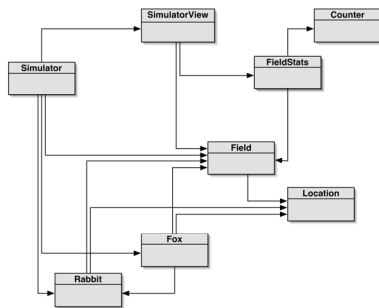 SimulatorView
Counter
Simulator
FieldStats
Field
Location
Fox
Rabbit